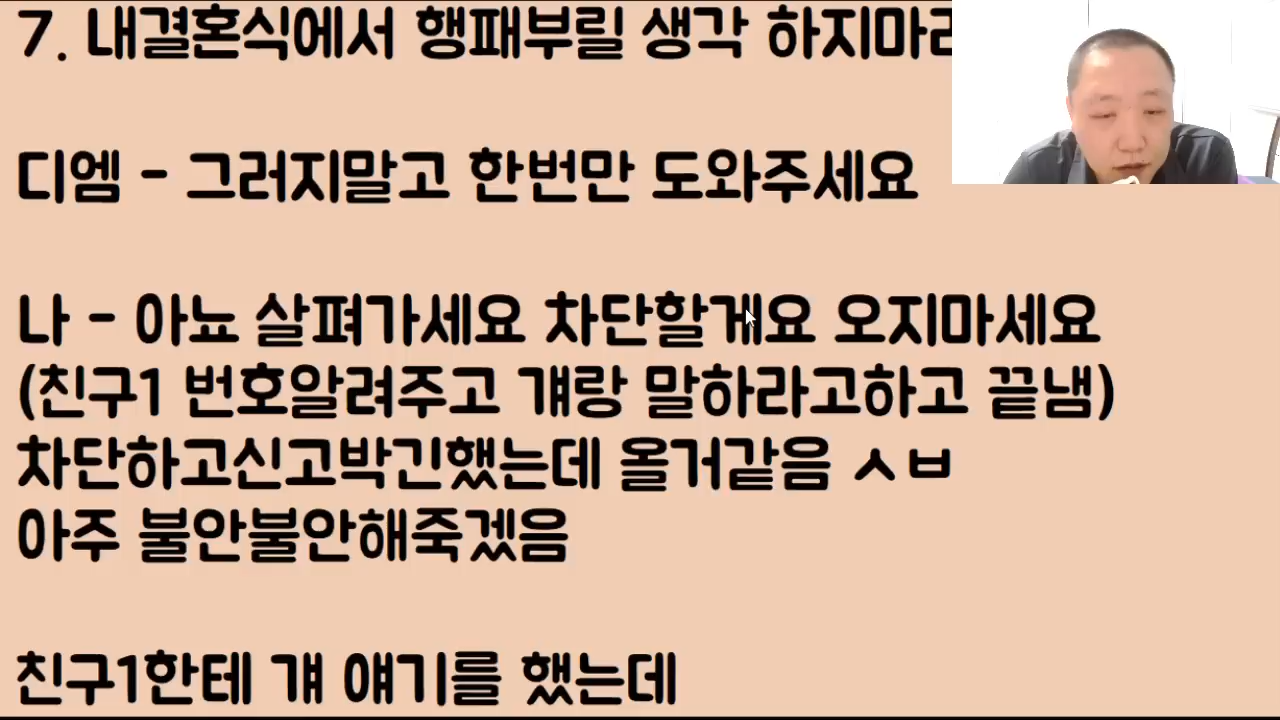 7. 내결혼식에서 행패부릴 생각 하지마라
디엠 - 그러지말고 한번만 도와주세요
나 - 아뇨 살펴가세요 차단할게요 오지마세요
(친구1 번호알려주고 걔랑 말하라고하고 끝냄)
차단하고신고박긴했는데 올거같음 ㅅㅂ
아주 불안불안해죽겠음
친구1한테 걔 얘기를 했는데